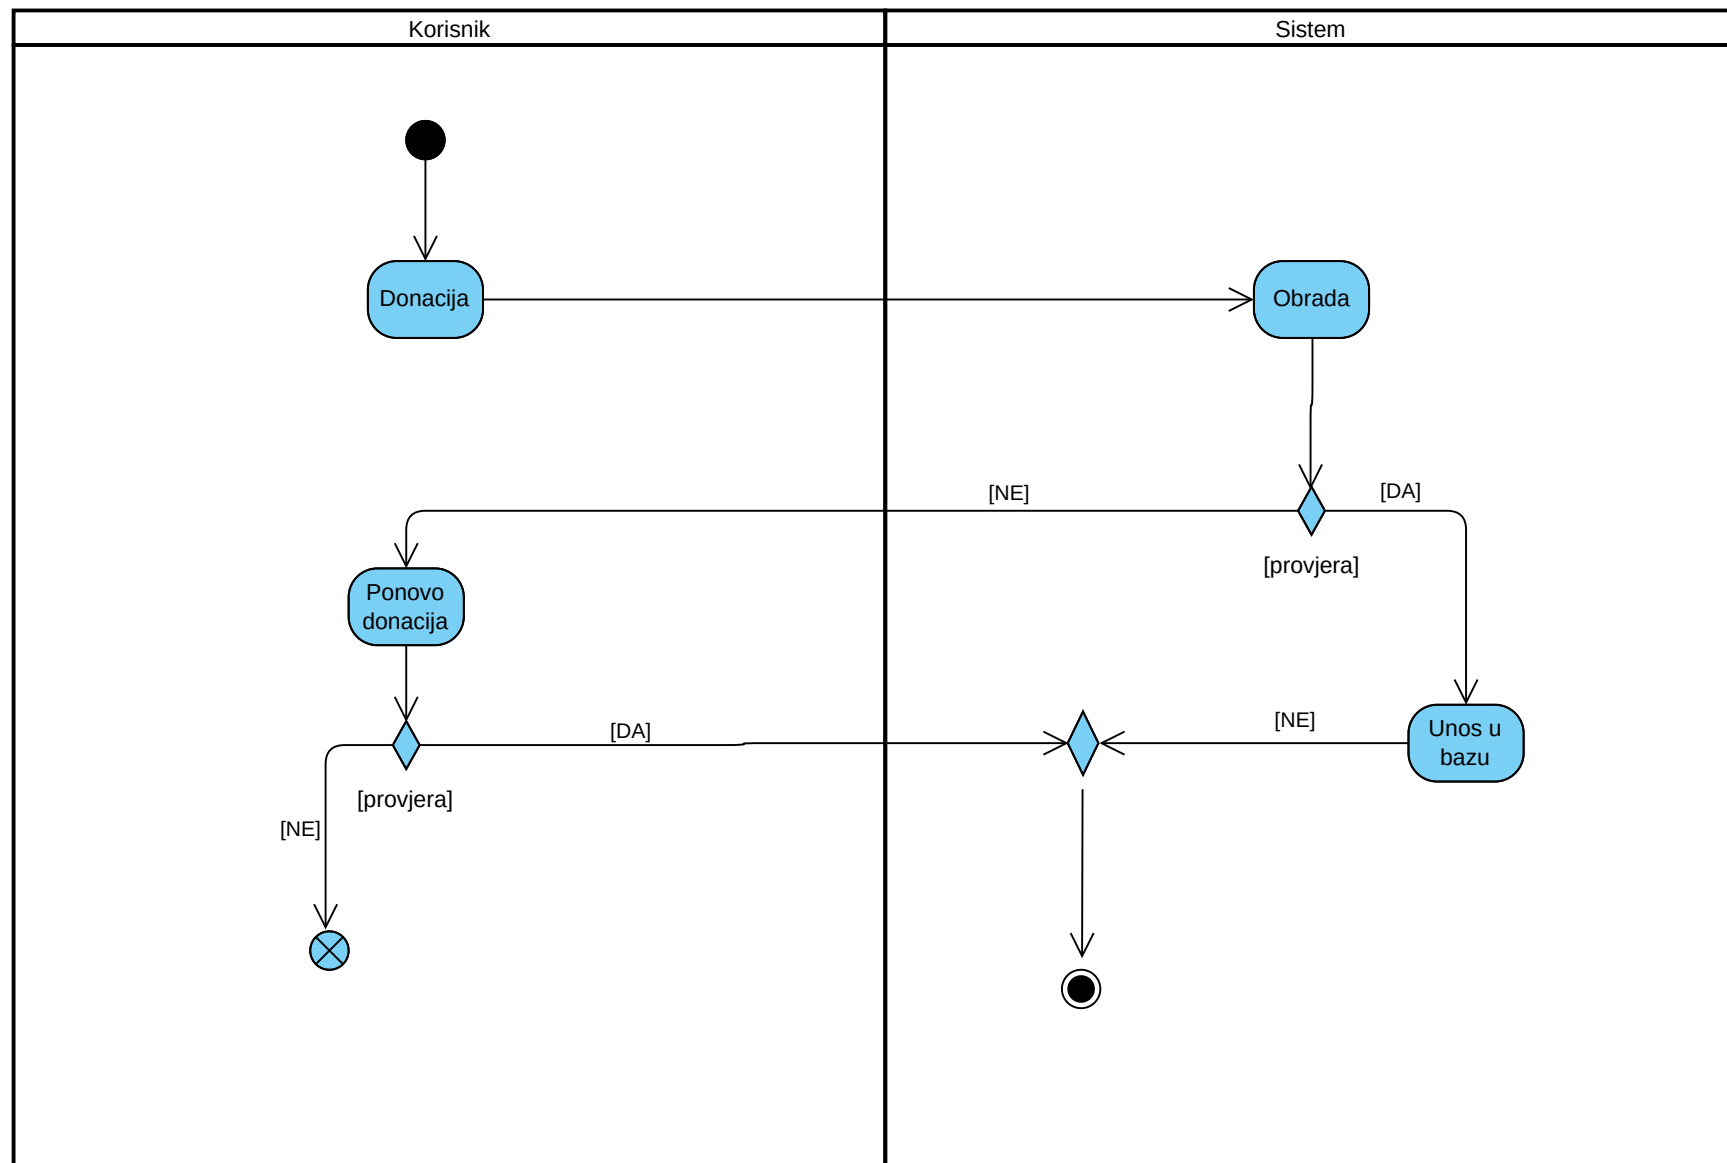 Korisnik
Sistem
Donacija
Obrada
[NE]
[DA]
[provjera]
Ponovo
donacija
[DA]
[NE]
Unos u
bazu
[provjera]
[NE]